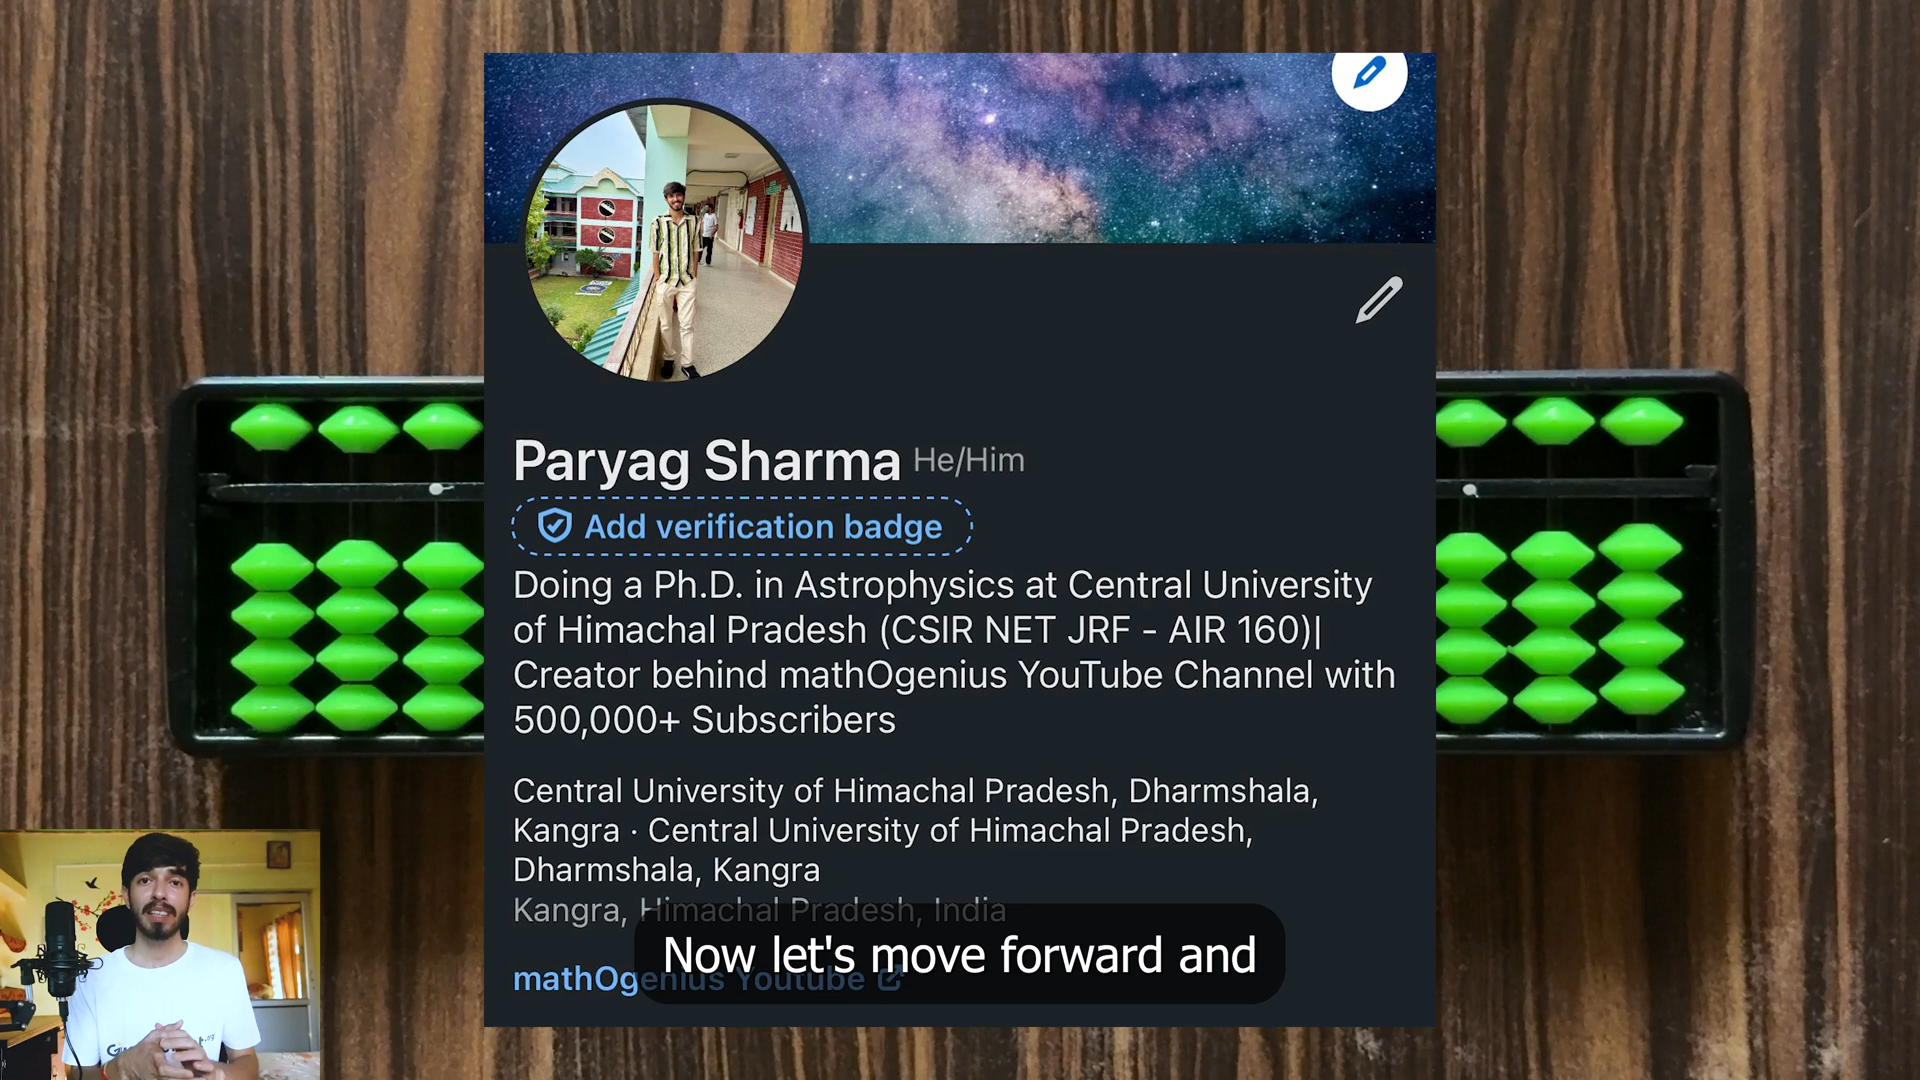 Paryag Sharma He/Him
Add verification badge
Doing a Ph.D. in Astrophysics at Central University
of Himachal Pradesh (CSIR NET JRF - AIR 160)|
Creator behind mathOgenius YouTube Channel with
500,000+ Subscribers
Central University of Himachal Pradesh, Dharmshala,
Kangra · Central University of Himachal Pradesh,
Dharmshala, Kangra
Kangra, Himachal Pradesh, India
Now let's move forward and
mathOgenius Youtube